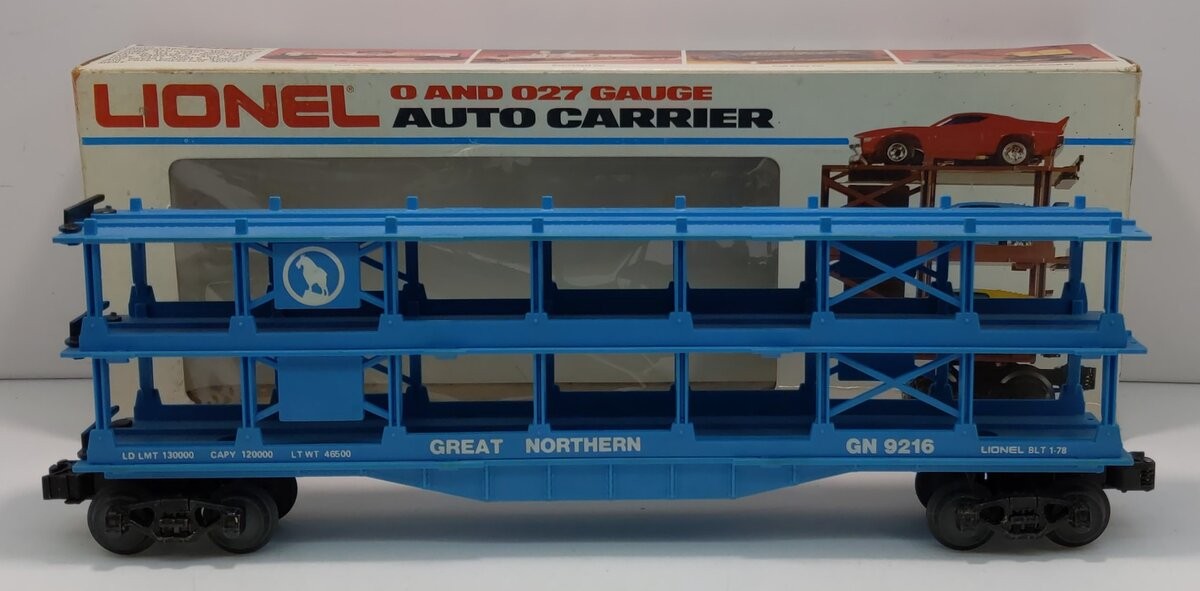 LIONEL®
O AND 027 GAUGE
AUTO CARRIER
LD LMT 130000 CAPY 120000 LT WT 46500
GREAT NORTHERN
GN 9216
LIONEL BLT 1-78